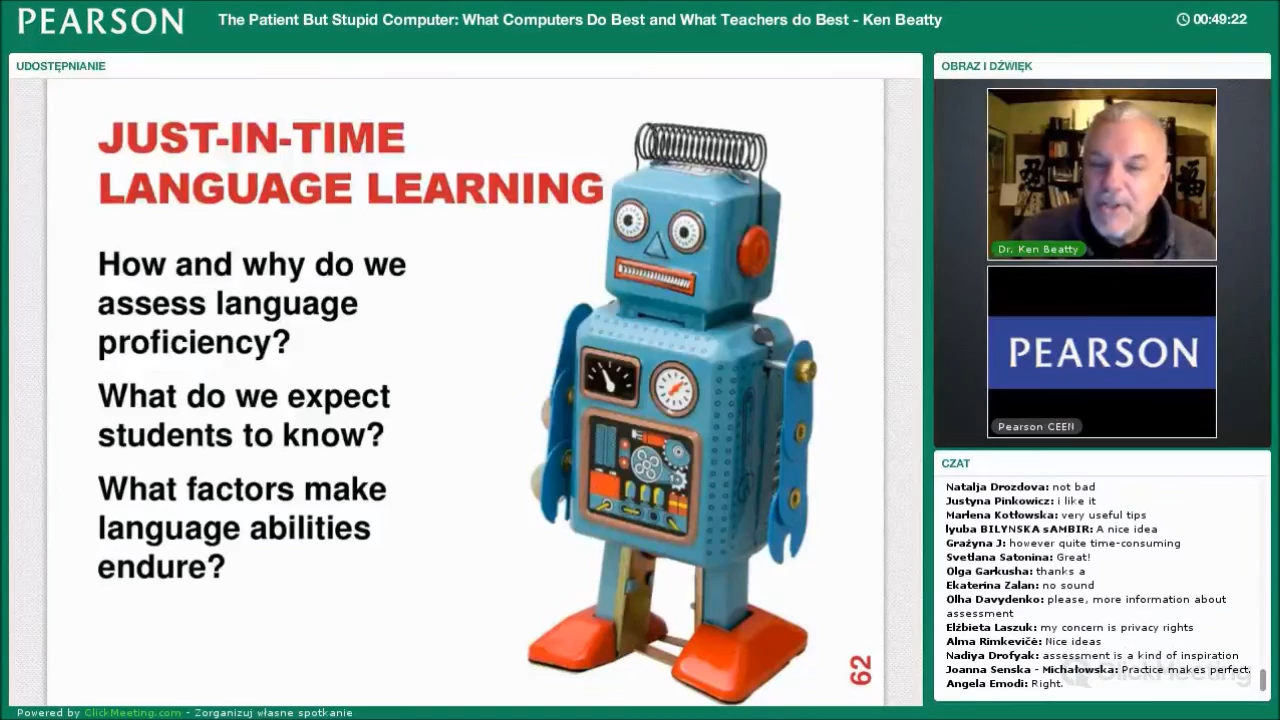 PEARSON
The Patient But Stupid Computer: What Computers Do Best and What Teachers do Best - Ken Beatty
00:49:22
UDOSTĘPNIANIE
JUST-IN-TIME
LANGUAGE LEARNING
How and why do we
assess language
proficiency?
What do we expect
students to know?
What factors make
language abilities
endure?
62
OBRAZ I DŹWIĘK
Dr. Ken Beatty
PEARSON
Pearson CEEN
CZAT
Natalja Drozdova: not bad
Justyna Pinkowicz: i like it
Marlena Kotłowska: very useful tips
lyuba BILYNSKA sAMBIR: A nice idea
Grażyna J: however quite time-consuming
Svetlana Satonina: Great!
Olga Garkusha: thanks a
Ekaterina Zalan: no sound
Olha Davydenko: please, more information about
assessment
Elżbieta Laszuk: my concern is privacy rights
Alma Rimkevičė: Nice ideas
Nadiya Drofyak: assessment is a kind of inspiration
Joanna Senska - Michałowska: Practice makes perfect.
Angela Emodi: Right.
ClickMeeting
Powered by ClickMeeting.com - Zorganizuj własne spotkanie